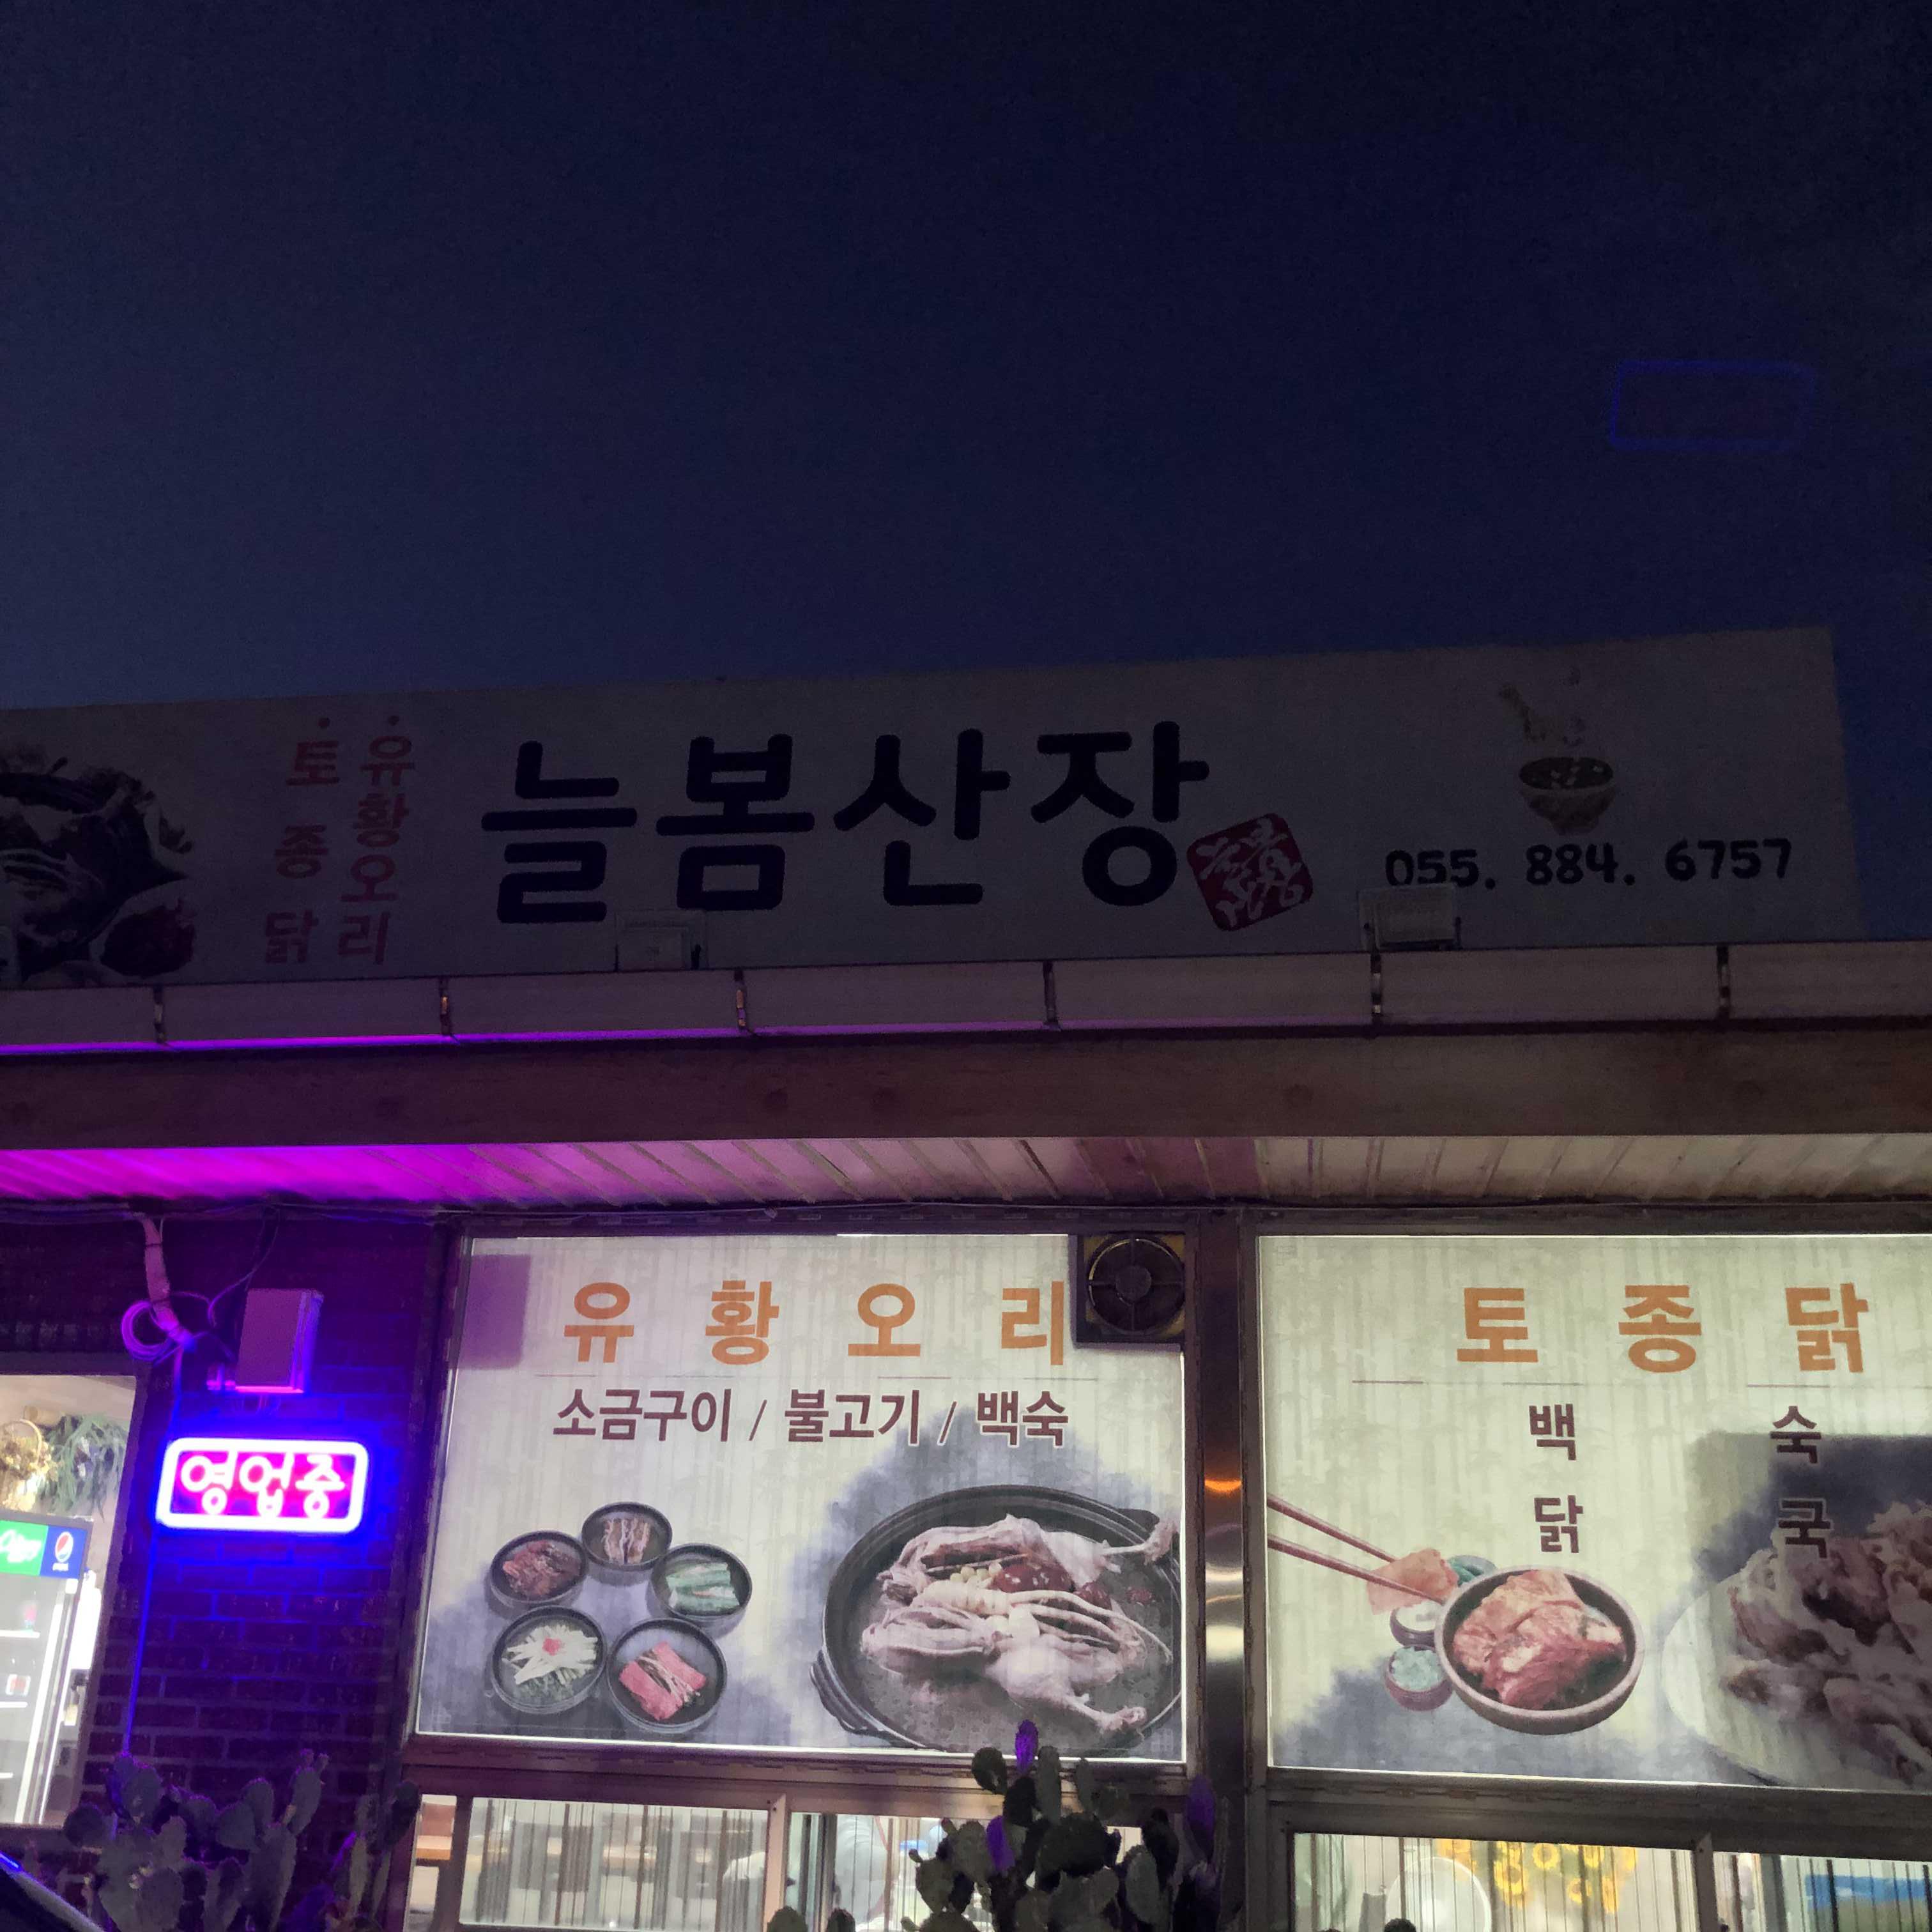 유황오리
토종닭
늘봄산장
055. 884. 6757
영업중
유황오리
소금구이 / 불고기 / 백숙
토종닭
백숙
닭국